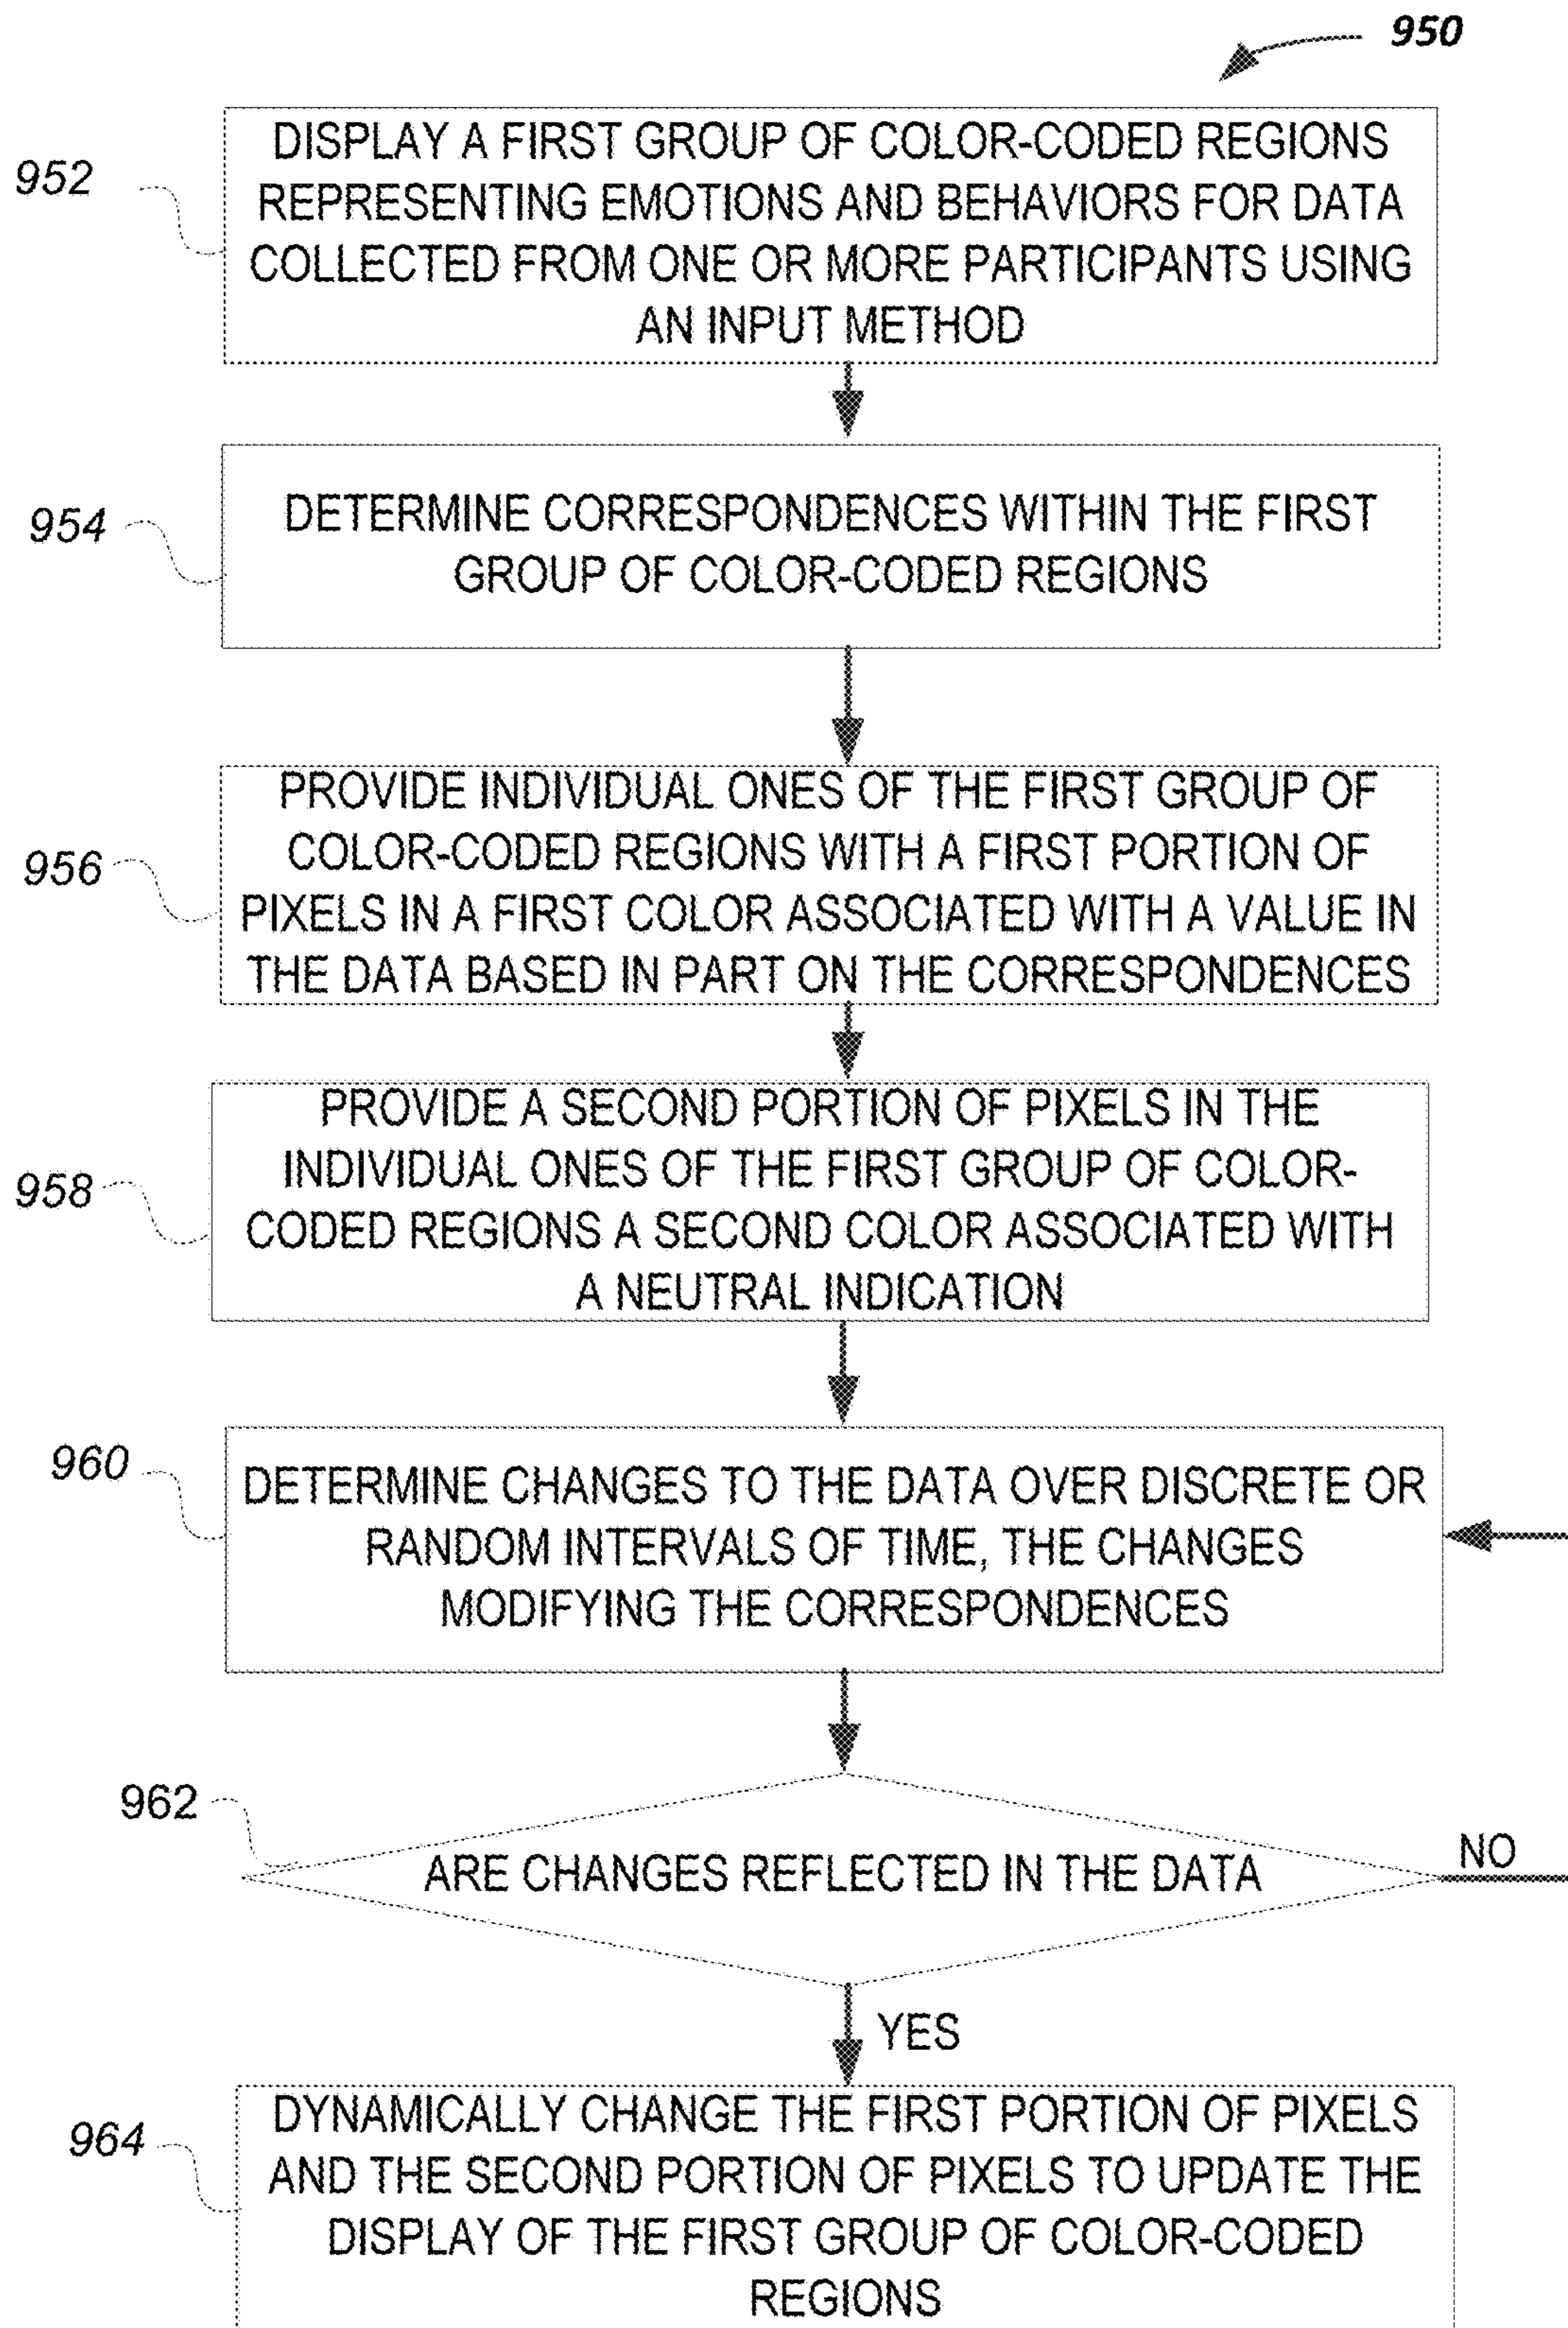 950
952
DISPLAY A FIRST GROUP OF COLOR-CODED REGIONS
REPRESENTING EMOTIONS AND BEHAVIORS FOR DATA
COLLECTED FROM ONE OR MORE PARTICIPANTS USING
AN INPUT METHOD
954
DETERMINE CORRESPONDENCES WITHIN THE FIRST
GROUP OF COLOR-CODED REGIONS
956
PROVIDE INDIVIDUAL ONES OF THE FIRST GROUP OF
COLOR-CODED REGIONS WITH A FIRST PORTION OF
PIXELS IN A FIRST COLOR ASSOCIATED WITH A VALUE IN
THE DATA BASED IN PART ON THE CORRESPONDENCES
958
PROVIDE A SECOND PORTION OF PIXELS IN THE
INDIVIDUAL ONES OF THE FIRST GROUP OF COLOR-
CODED REGIONS A SECOND COLOR ASSOCIATED WITH
A NEUTRAL INDICATION
960
DETERMINE CHANGES TO THE DATA OVER DISCRETE OR
RANDOM INTERVALS OF TIME, THE CHANGES
MODIFYING THE CORRESPONDENCES
962
ARE CHANGES REFLECTED IN THE DATA
NO
YES
964
DYNAMICALLY CHANGE THE FIRST PORTION OF PIXELS
AND THE SECOND PORTION OF PIXELS TO UPDATE THE
DISPLAY OF THE FIRST GROUP OF COLOR-CODED
REGIONS